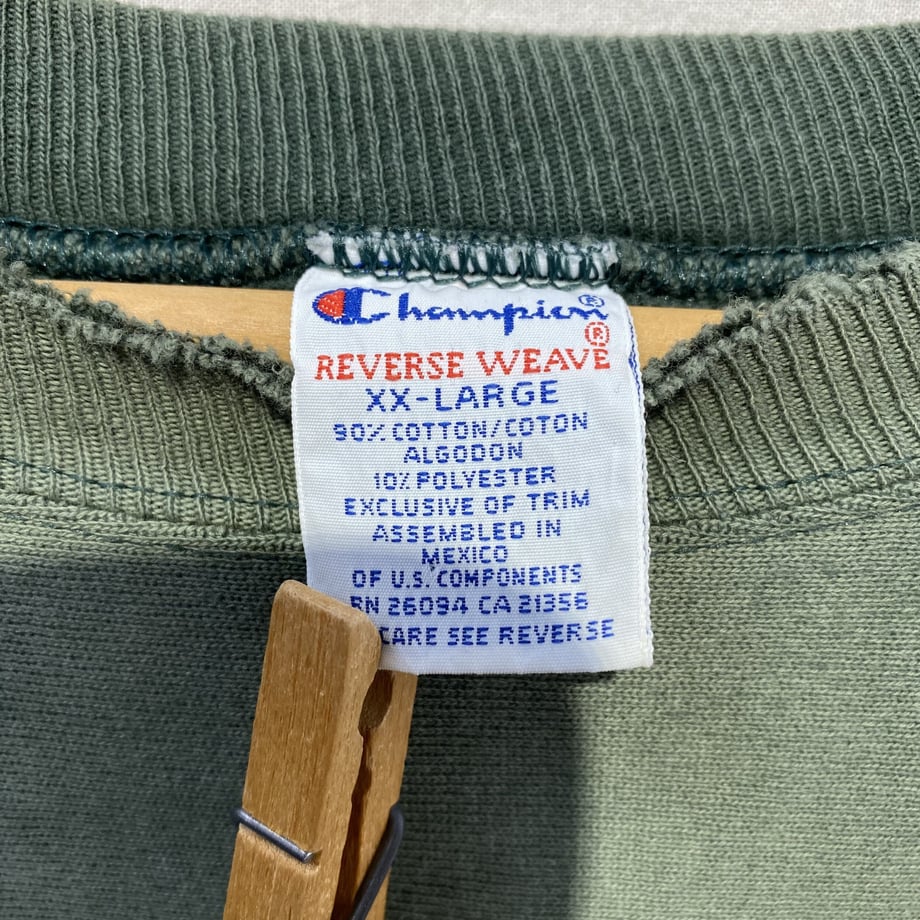 Champion®
REVERSE WEAVE®
XX-LARGE
90% COTTON/COTON
ALGODON
10% POLYESTER
EXCLUSIVE OF TRIM
ASSEMBLED IN
MEXICO
OF U.S. COMPONENTS
RN 26094 CA 21356
CARE SEE REVERSE